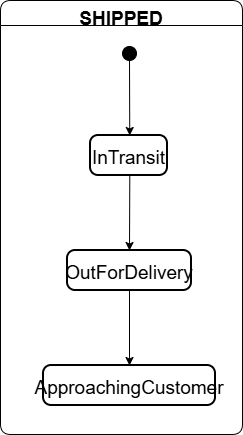 SHIPPED
InTransit
OutForDelivery
ApproachingCustomer